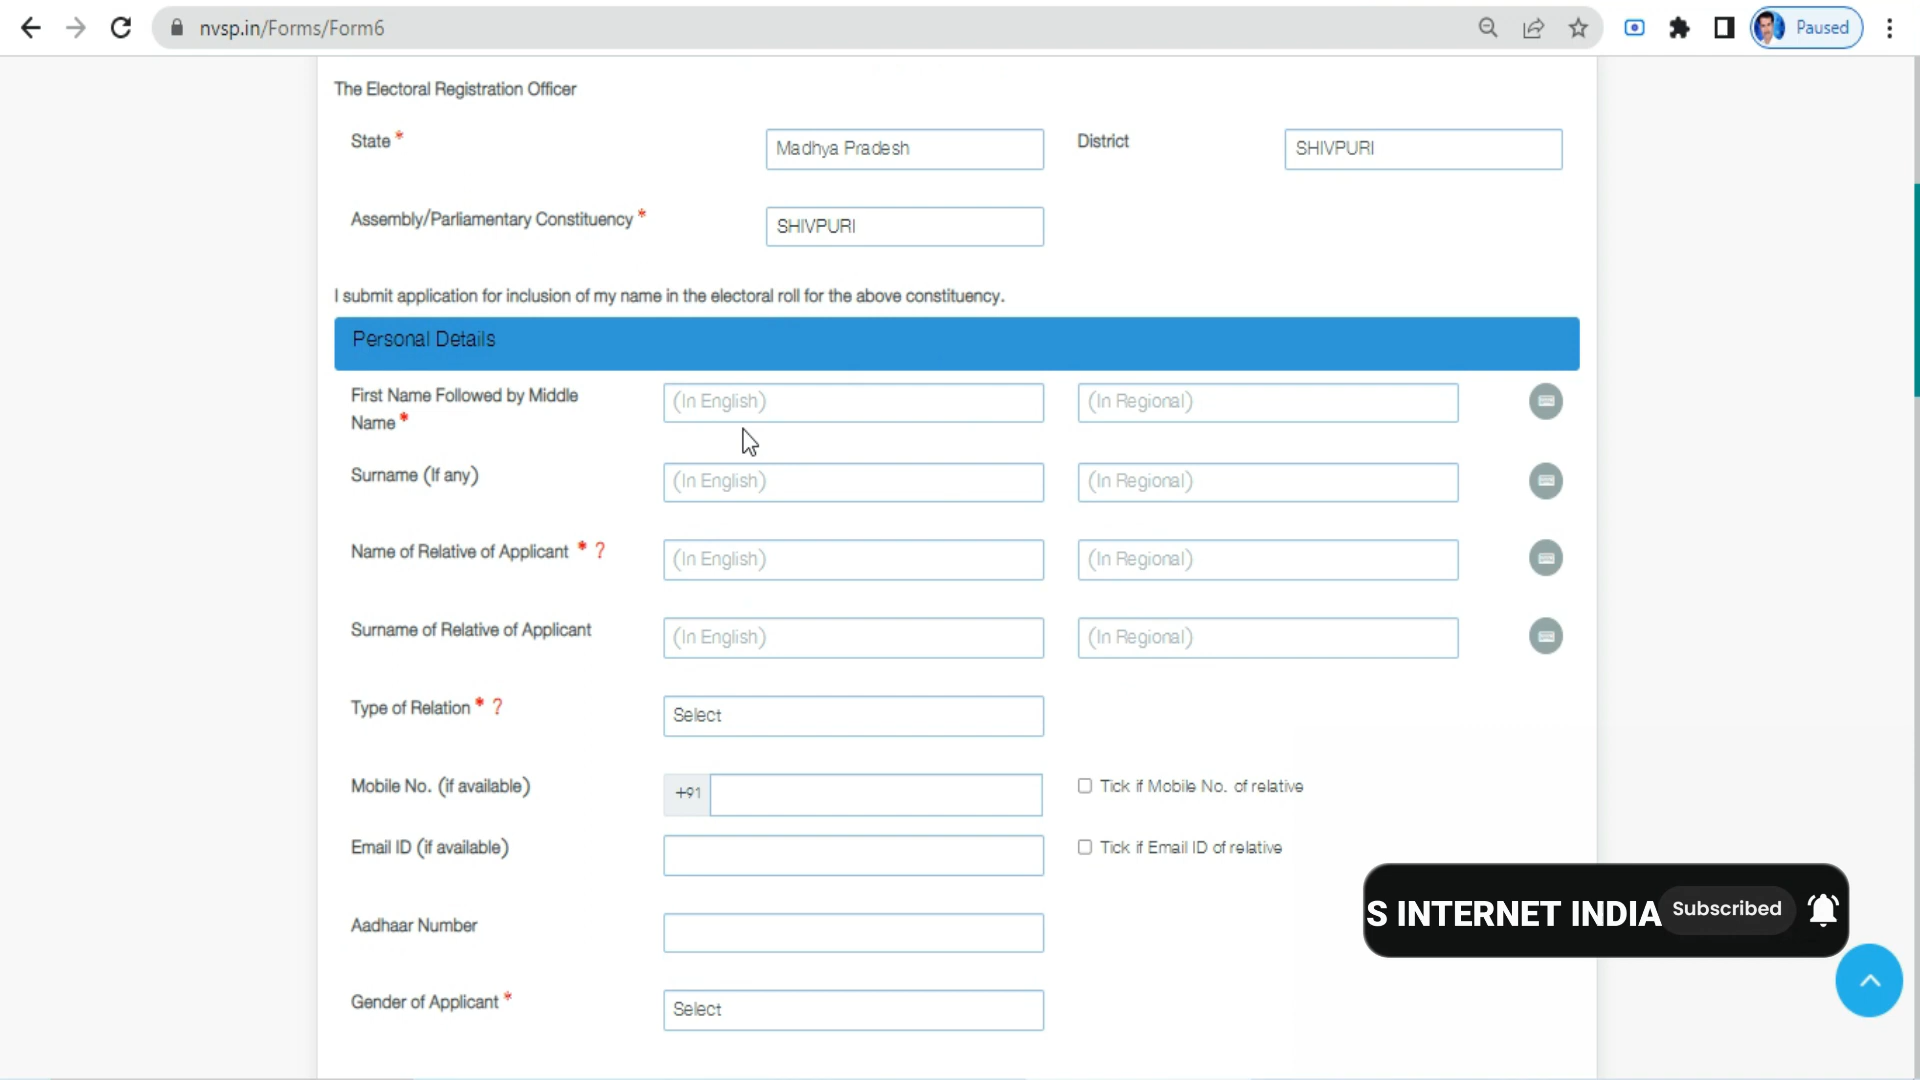 nvsp.in/Forms/Form6
Paused
The Electoral Registration Officer
State * Madhya Pradesh District SHIVPURI
Assembly/Parliamentary Constituency * SHIVPURI
I submit application for inclusion of my name in the electoral roll for the above constituency.
Personal Details
First Name Followed by Middle Name * (In English) (In Regional)
Surname (If any) (In English) (In Regional)
Name of Relative of Applicant * ? (In English) (In Regional)
Surname of Relative of Applicant (In English) (In Regional)
Type of Relation * ? Select
Mobile No. (if available) +91 Tick if Mobile No. of relative
Email ID (if available) Tick if Email ID of relative
S INTERNET INDIA Subscribed
Aadhaar Number
Gender of Applicant * Select